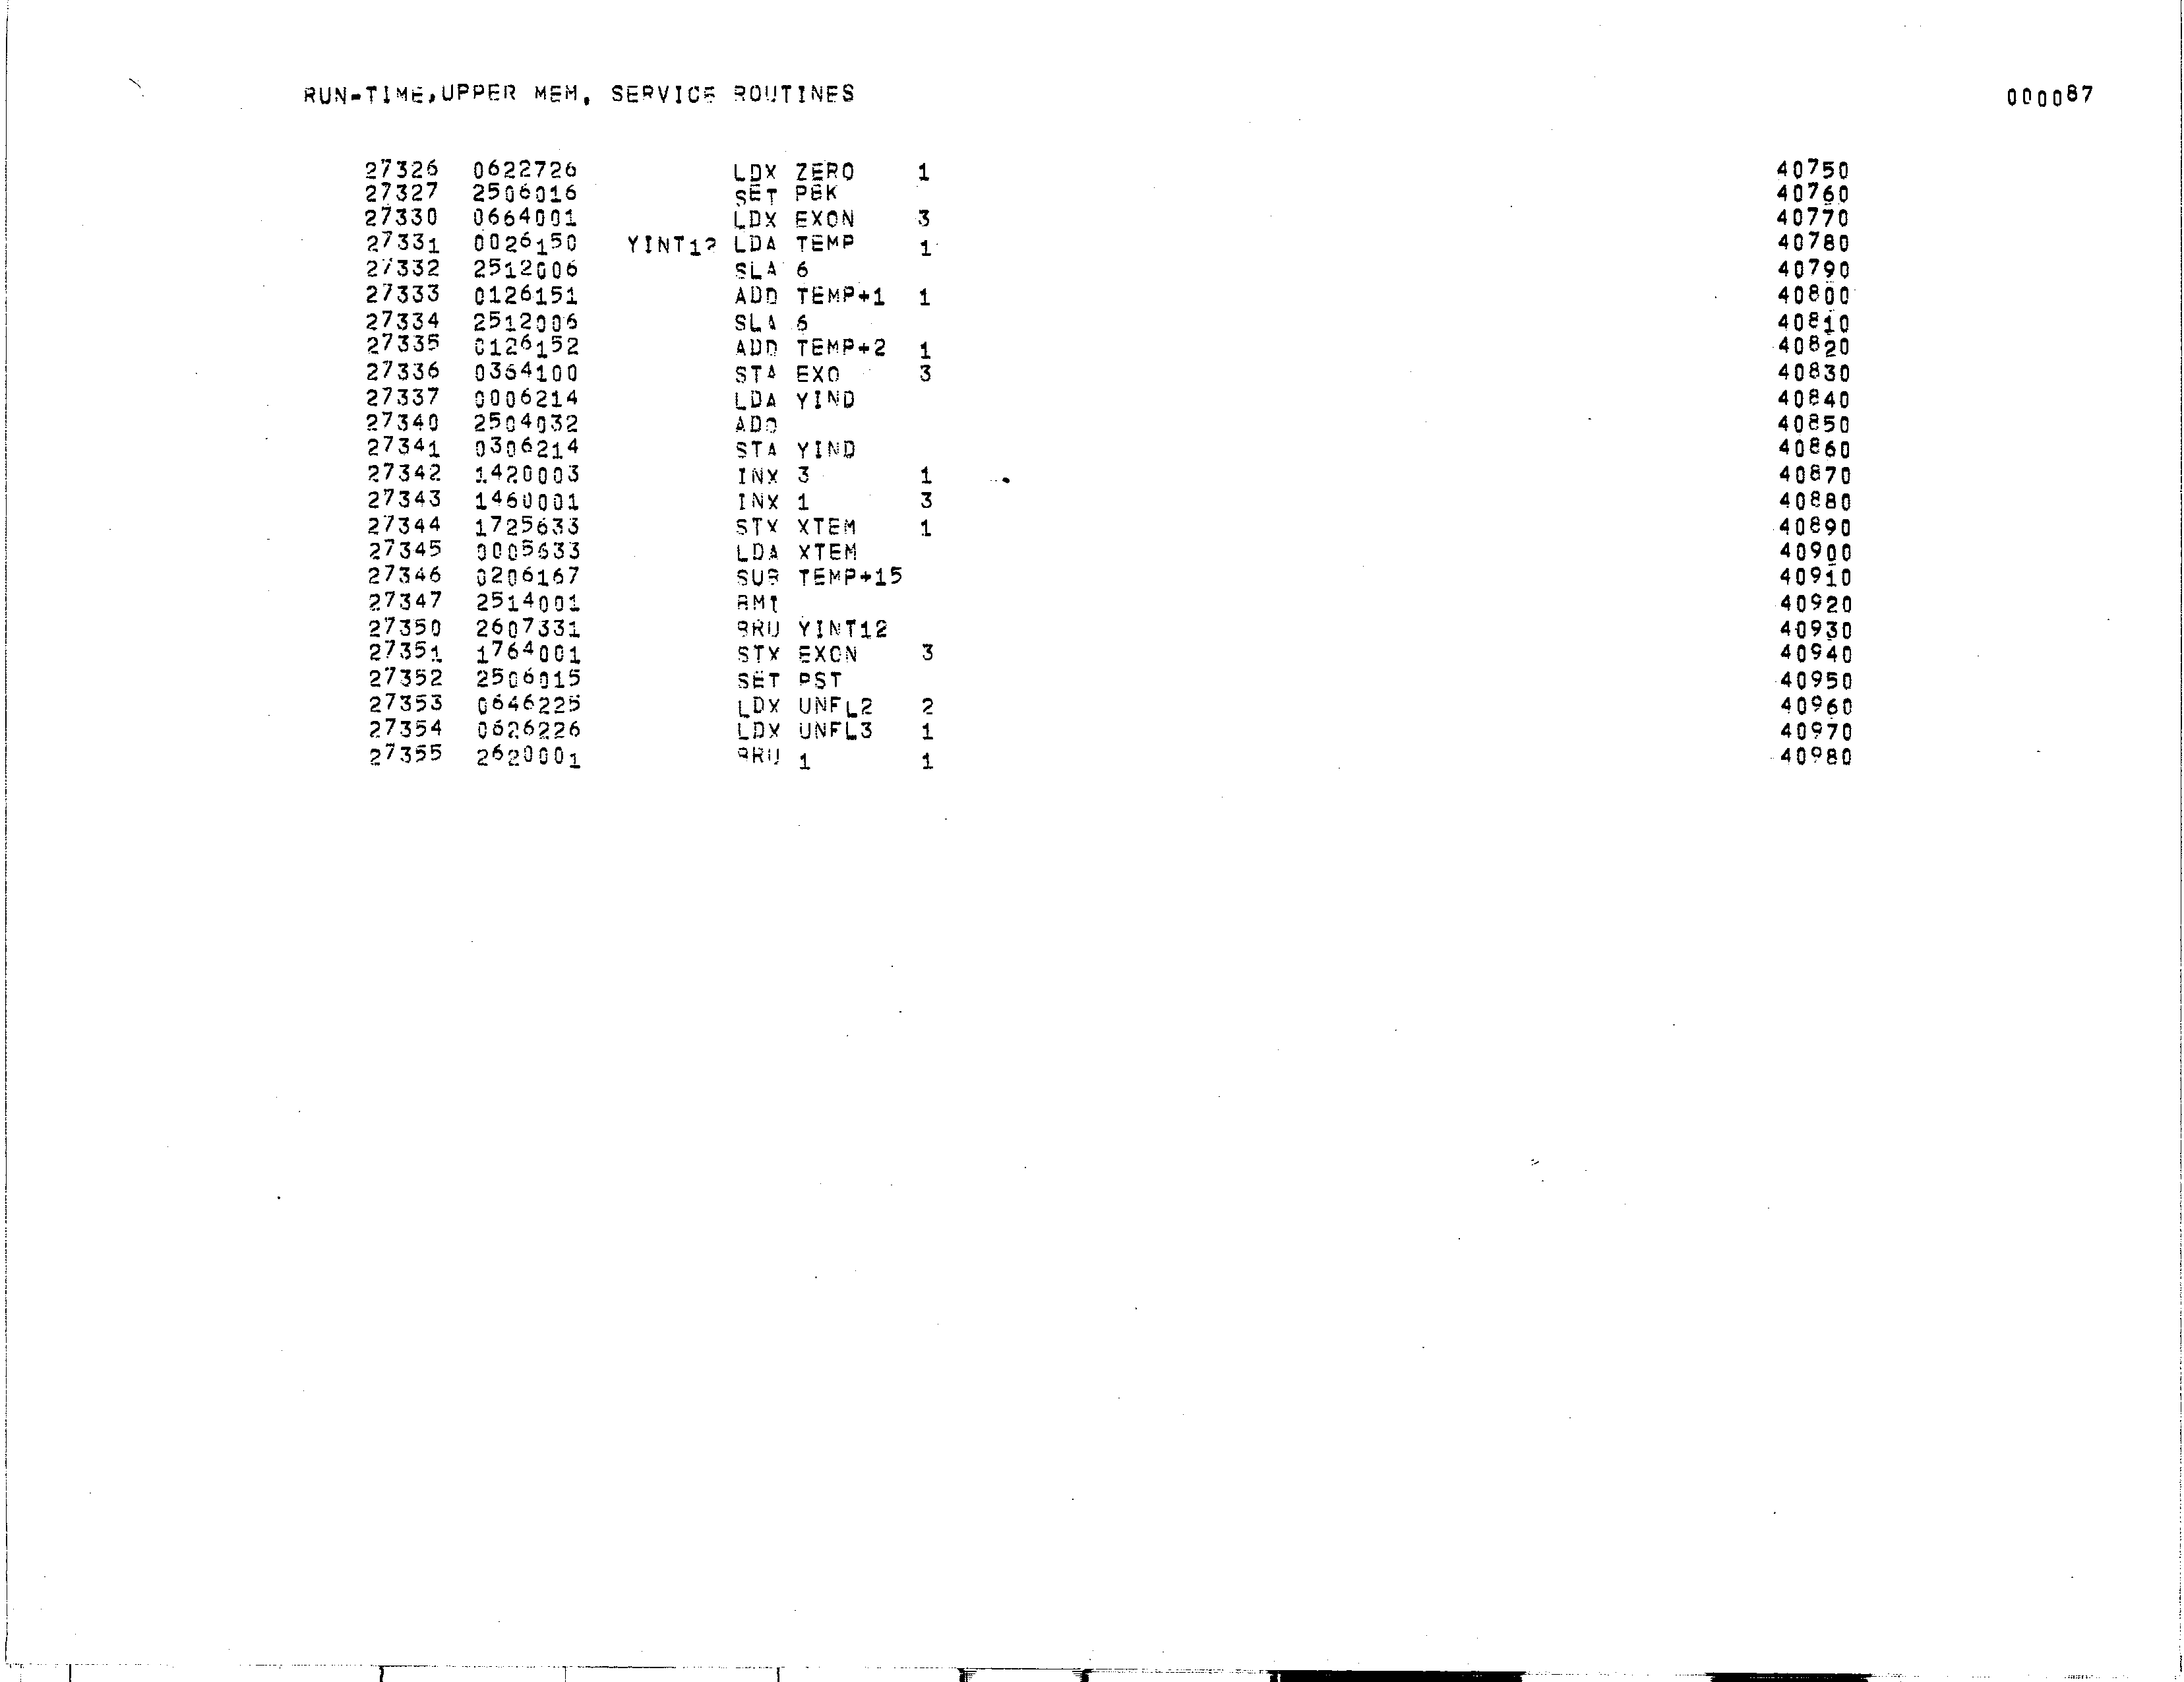 RUN-TIME,UPPER MEM, SERVICE ROUTINES 000087
27326 0622726 LDX ZERO 1 40750
27327 2506016 SET PBK 40760
27330 0664001 LDX EXON 3 40770
27331 0026150 YINT12 LDA TEMP 1 40780
27332 2512006 SLA 6 40790
27333 0126151 ADD TEMP+1 1 40800
27334 2512006 SLA 6 40810
27335 0126152 ADD TEMP+2 1 40820
27336 0364100 STA EXO 3 40830
27337 0006214 LDA YIND 40840
27340 2504032 ADO 40850
27341 0306214 STA YIND 40860
27342 1420003 INX 3 1 40870
27343 1460001 INX 1 3 40880
27344 1725633 STX XTEM 1 40890
27345 0005633 LDA XTEM 40900
27346 0206167 SUB TEMP+15 40910
27347 2514001 BMI 40920
27350 2607331 BRU YINT12 40930
27351 1764001 STX EXON 3 40940
27352 2506015 SET PST 40950
27353 0646225 LDX UNFL2 2 40960
27354 0626226 LDX UNFL3 1 40970
27355 2620001 BRU 1 1 40980